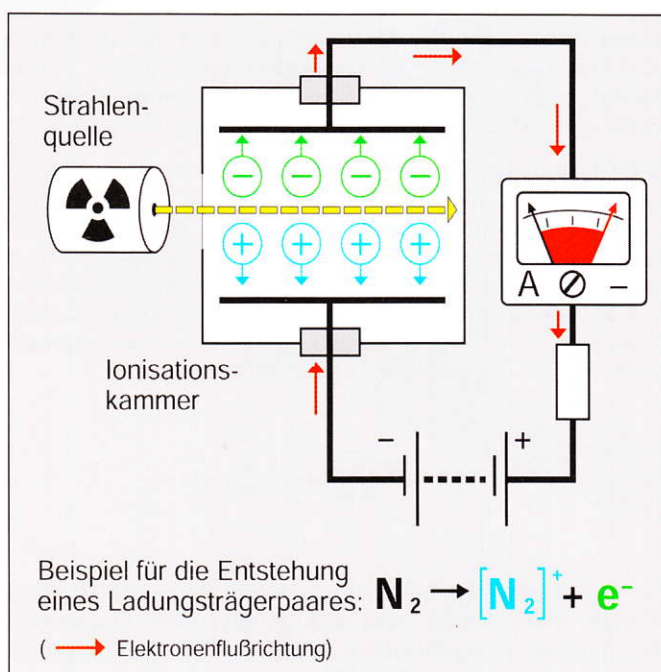 Strahlen-
quelle
− − − −
+ + + +
A −
Ionisations-
kammer
− +
Beispiel für die Entstehung
eines Ladungsträgerpaares: N₂ → [N₂]⁺ + e⁻
( → Elektronenflußrichtung)